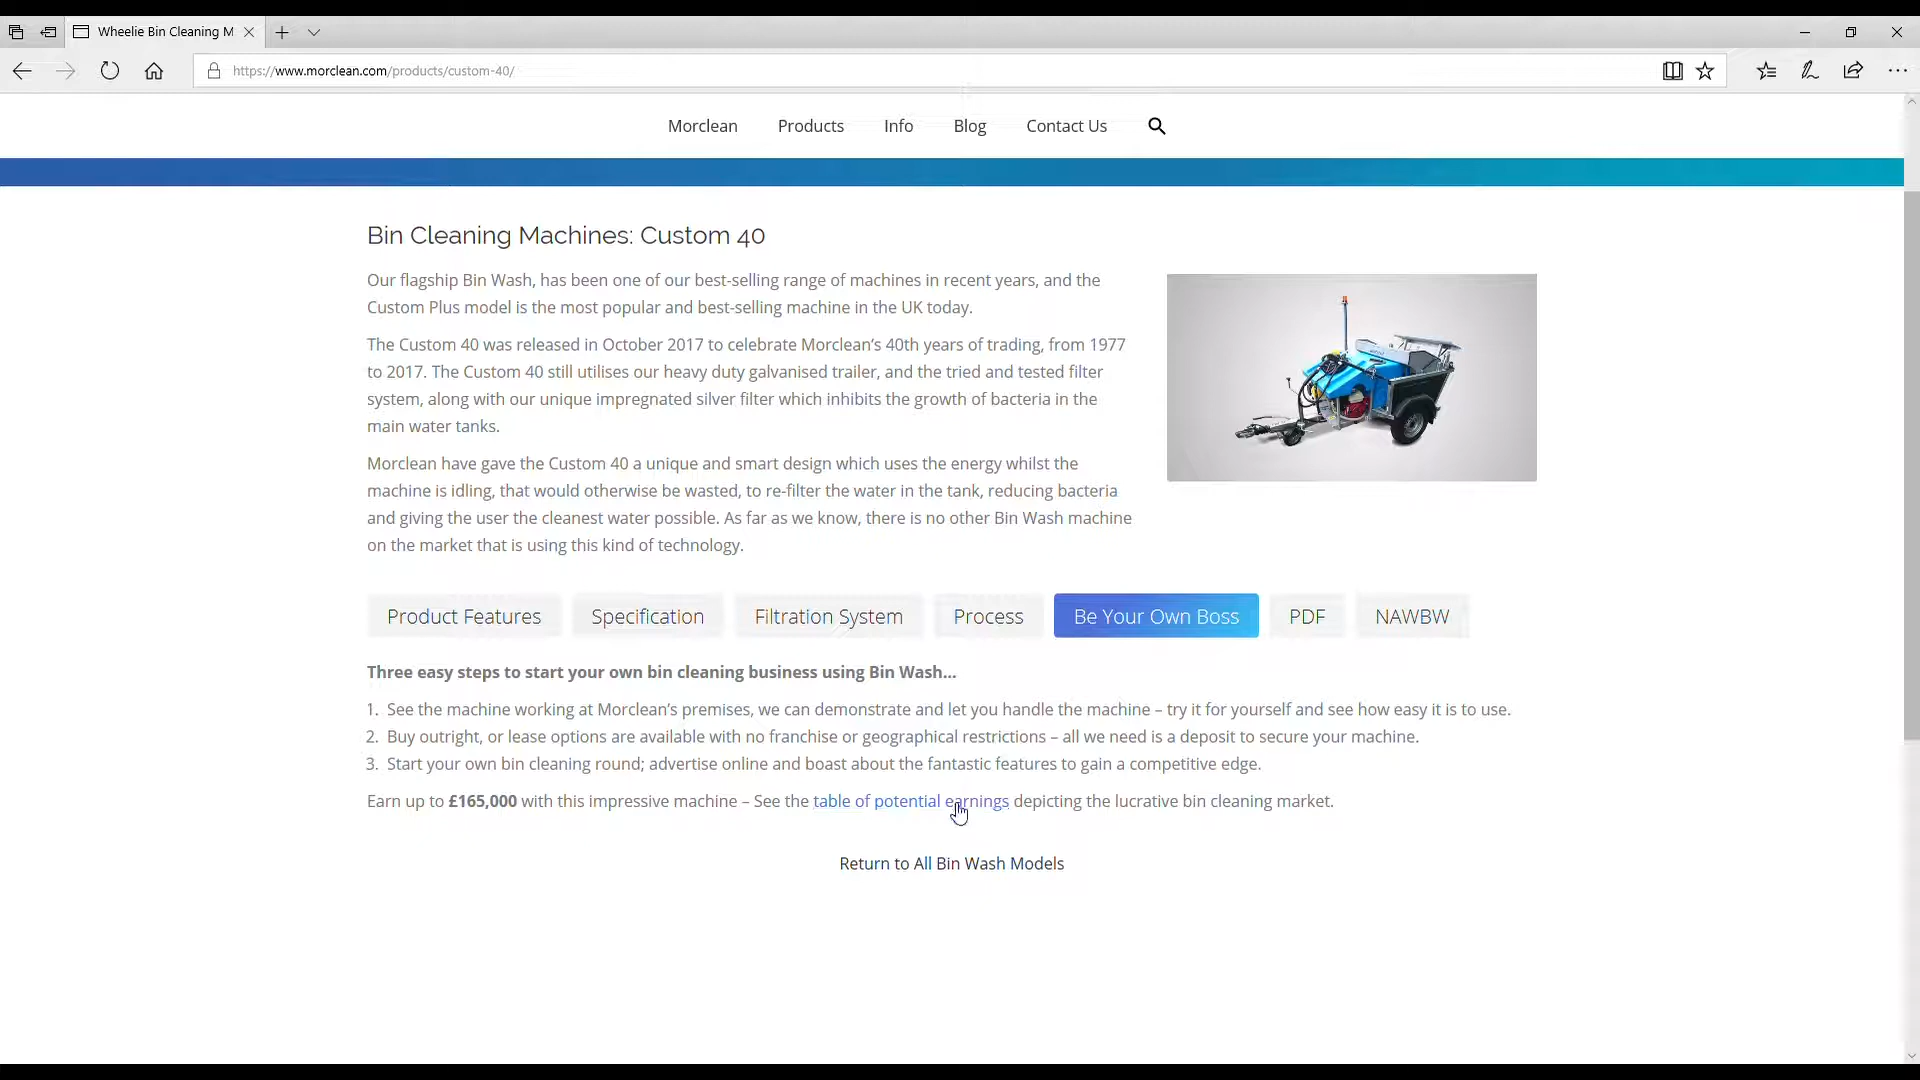 Wheelie Bin Cleaning M
https://www.morclean.com/products/custom-40/
Morclean Products Info Blog Contact Us
Bin Cleaning Machines: Custom 40
Our flagship Bin Wash, has been one of our best-selling range of machines in recent years, and the
Custom Plus model is the most popular and best-selling machine in the UK today.
The Custom 40 was released in October 2017 to celebrate Morclean’s 40th years of trading, from 1977
to 2017. The Custom 40 still utilises our heavy duty galvanised trailer, and the tried and tested filter
system, along with our unique impregnated silver filter which inhibits the growth of bacteria in the
main water tanks.
Morclean have gave the Custom 40 a unique and smart design which uses the energy whilst the
machine is idling, that would otherwise be wasted, to re-filter the water in the tank, reducing bacteria
and giving the user the cleanest water possible. As far as we know, there is no other Bin Wash machine
on the market that is using this kind of technology.
Product Features Specification Filtration System Process Be Your Own Boss PDF NAWBW
Three easy steps to start your own bin cleaning business using Bin Wash…
1. See the machine working at Morclean’s premises, we can demonstrate and let you handle the machine – try it for yourself and see how easy it is to use.
2. Buy outright, or lease options are available with no franchise or geographical restrictions – all we need is a deposit to secure your machine.
3. Start your own bin cleaning round; advertise online and boast about the fantastic features to gain a competitive edge.
Earn up to £165,000 with this impressive machine – See the table of potential earnings depicting the lucrative bin cleaning market.
Return to All Bin Wash Models